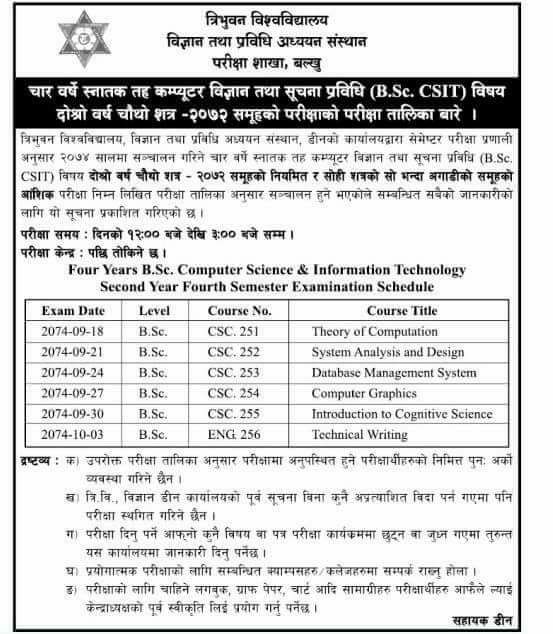 त्रिभुवन विश्वविद्यालय
विज्ञान तथा प्रविधि अध्ययन संस्थान
परीक्षा शाखा, बल्खु
चार वर्षे स्नातक तह कम्प्यूटर विज्ञान तथा सूचना प्रविधि (B.Sc. CSIT) विषय
दोश्रो वर्ष चौथो शत्र -२०७२ समूहको परीक्षाको परीक्षा तालिका बारे ।
त्रिभुवन विश्वविद्यालय, विज्ञान तथा प्रविधि अध्ययन संस्थान, डीनको कार्यालयद्वारा सेमेष्टर परीक्षा प्रणाली
अनुसार २०७४ सालमा सञ्चालन गरिने चार वर्षे स्नातक तह कम्प्यूटर विज्ञान तथा सूचना प्रविधि (B.Sc.
CSIT) विषय दोश्रो वर्ष चौथो शत्र - २०७२ समूहको नियमित र सोही शत्रको सो भन्दा अगाडीको समूहको
आंशिक परीक्षा निम्न लिखित परीक्षा तालिका अनुसार सञ्चालन हुने भएकोले सम्बन्धित सबैको जानकारीको
लागि यो सूचना प्रकाशित गरिएको छ ।
परीक्षा समय : दिनको १२:०० बजे देखि ३:०० बजे सम्म ।
परीक्षा केन्द्र : पछि तोकिने छ ।
Four Years B.Sc. Computer Science & Information Technology
Second Year Fourth Semester Examination Schedule
Exam Date Level Course No. Course Title
2074-09-18 B.Sc. CSC. 251 Theory of Computation
2074-09-21 B.Sc. CSC. 252 System Analysis and Design
2074-09-24 B.Sc. CSC. 253 Database Management System
2074-09-27 B.Sc. CSC. 254 Computer Graphics
2074-09-30 B.Sc. CSC. 255 Introduction to Cognitive Science
2074-10-03 B.Sc. ENG. 256 Technical Writing
द्रष्टव्य : क) उपरोक्त परीक्षा तालिका अनुसार परीक्षामा अनुपस्थित हुने परीक्षार्थीहरुको निमित्त पुनः अर्को
व्यवस्था गरिने छैन ।
ख) त्रि.वि., विज्ञान डीन कार्यालयको पूर्व सूचना विना कुनै अप्रत्याशित विदा पर्न गएमा पनि
परीक्षा स्थगित गरिने छैन ।
ग) परीक्षा दिनु पर्ने आफ्नो कुनै विषय वा पत्र परीक्षा कार्यक्रममा छुट्न वा जुध्न गएमा तुरुन्त
यस कार्यालयमा जानकारी दिनु पर्नेछ ।
घ) प्रयोगात्मक परीक्षाको लागि सम्बन्धित क्याम्पसहरु/कलेजहरुमा सम्पर्क राख्नु होला ।
ङ) परीक्षाको लागि चाहिने लगबुक, ग्राफ पेपर, चार्ट आदि सामाग्रीहरु परीक्षार्थीहरु आफैले ल्याई
केन्द्राध्यक्षको पूर्व स्वीकृति लिई प्रयोग गर्नु पर्नेछ ।
सहायक डीन